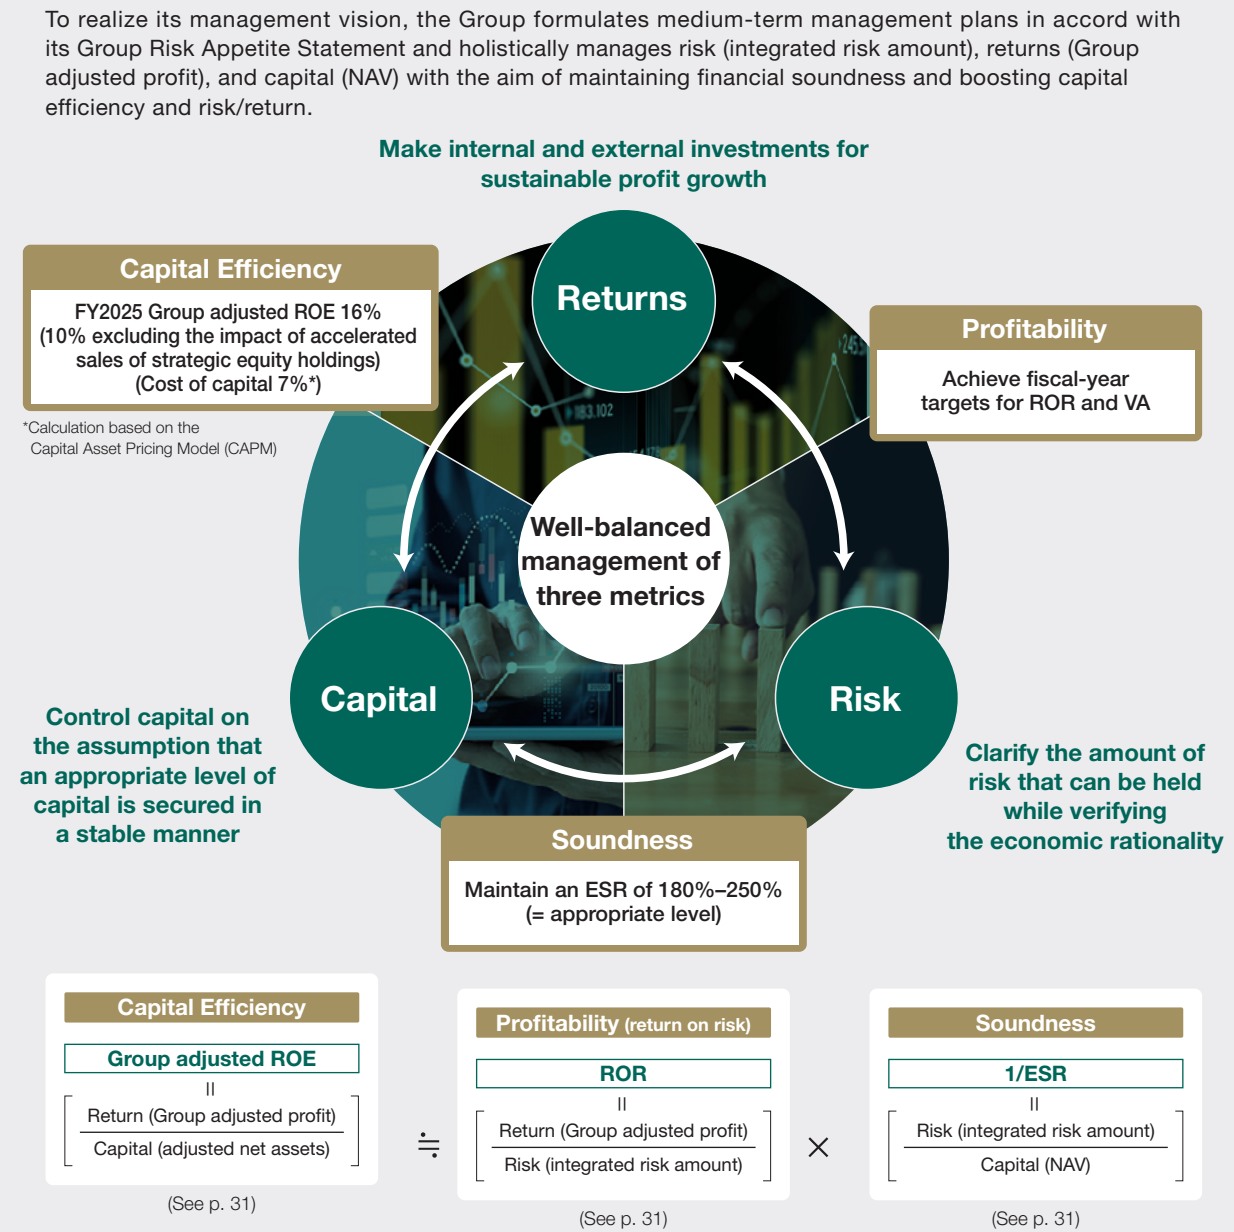 To realize its management vision, the Group formulates medium-term management plans in accord with
its Group Risk Appetite Statement and holistically manages risk (integrated risk amount), returns (Group
adjusted profit), and capital (NAV) with the aim of maintaining financial soundness and boosting capital
efficiency and risk/return.
Make internal and external investments for
sustainable profit growth
Returns
Capital Efficiency
FY2025 Group adjusted ROE 16%
(10% excluding the impact of accelerated
sales of strategic equity holdings)
(Cost of capital 7%*)
*Calculation based on the
Capital Asset Pricing Model (CAPM)
Profitability
Achieve fiscal-year
targets for ROR and VA
183.102
Well-balanced
management of
three metrics
Capital
Risk
Control capital on
the assumption that
an appropriate level of
capital is secured in
a stable manner
Clarify the amount of
risk that can be held
while verifying
the economic rationality
Soundness
Maintain an ESR of 180%–250%
(= appropriate level)
Capital Efficiency
Group adjusted ROE
=
Return (Group adjusted profit)
Capital (adjusted net assets)
(See p. 31)
≒
Profitability (return on risk)
ROR
=
Return (Group adjusted profit)
Risk (integrated risk amount)
(See p. 31)
×
Soundness
1/ESR
=
Risk (integrated risk amount)
Capital (NAV)
(See p. 31)